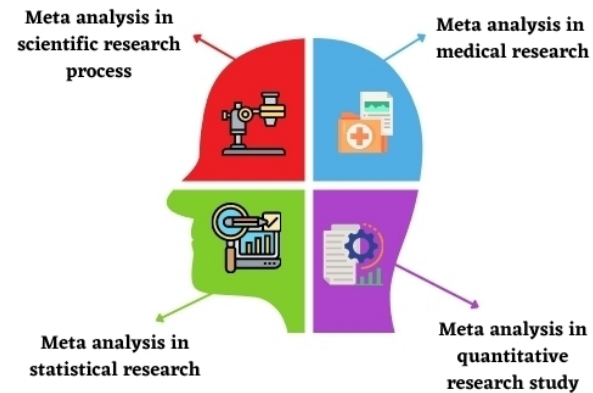 Meta analysis in
scientific research
process
Meta analysis in
medical research
Meta analysis in
statistical research
Meta analysis in
quantitative
research study